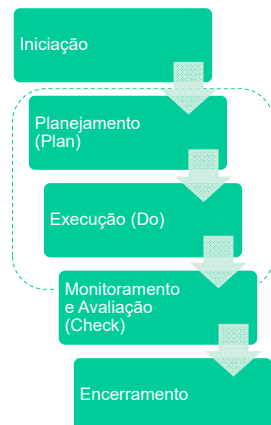 Iniciação
Planejamento
(Plan)
Execução (Do)
Monitoramento
e Avaliação
(Check)
Encerramento